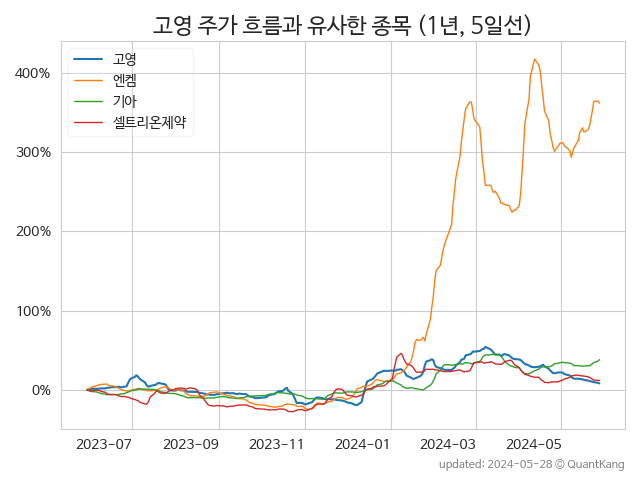 고영 주가 흐름과 유사한 종목 (1년, 5일선)
고영
엔켐
기아
셀트리온제약
400%
300%
200%
100%
0%
2023-07 2023-09 2023-11 2024-01 2024-03 2024-05
updated: 2024-05-28 © QuantKang